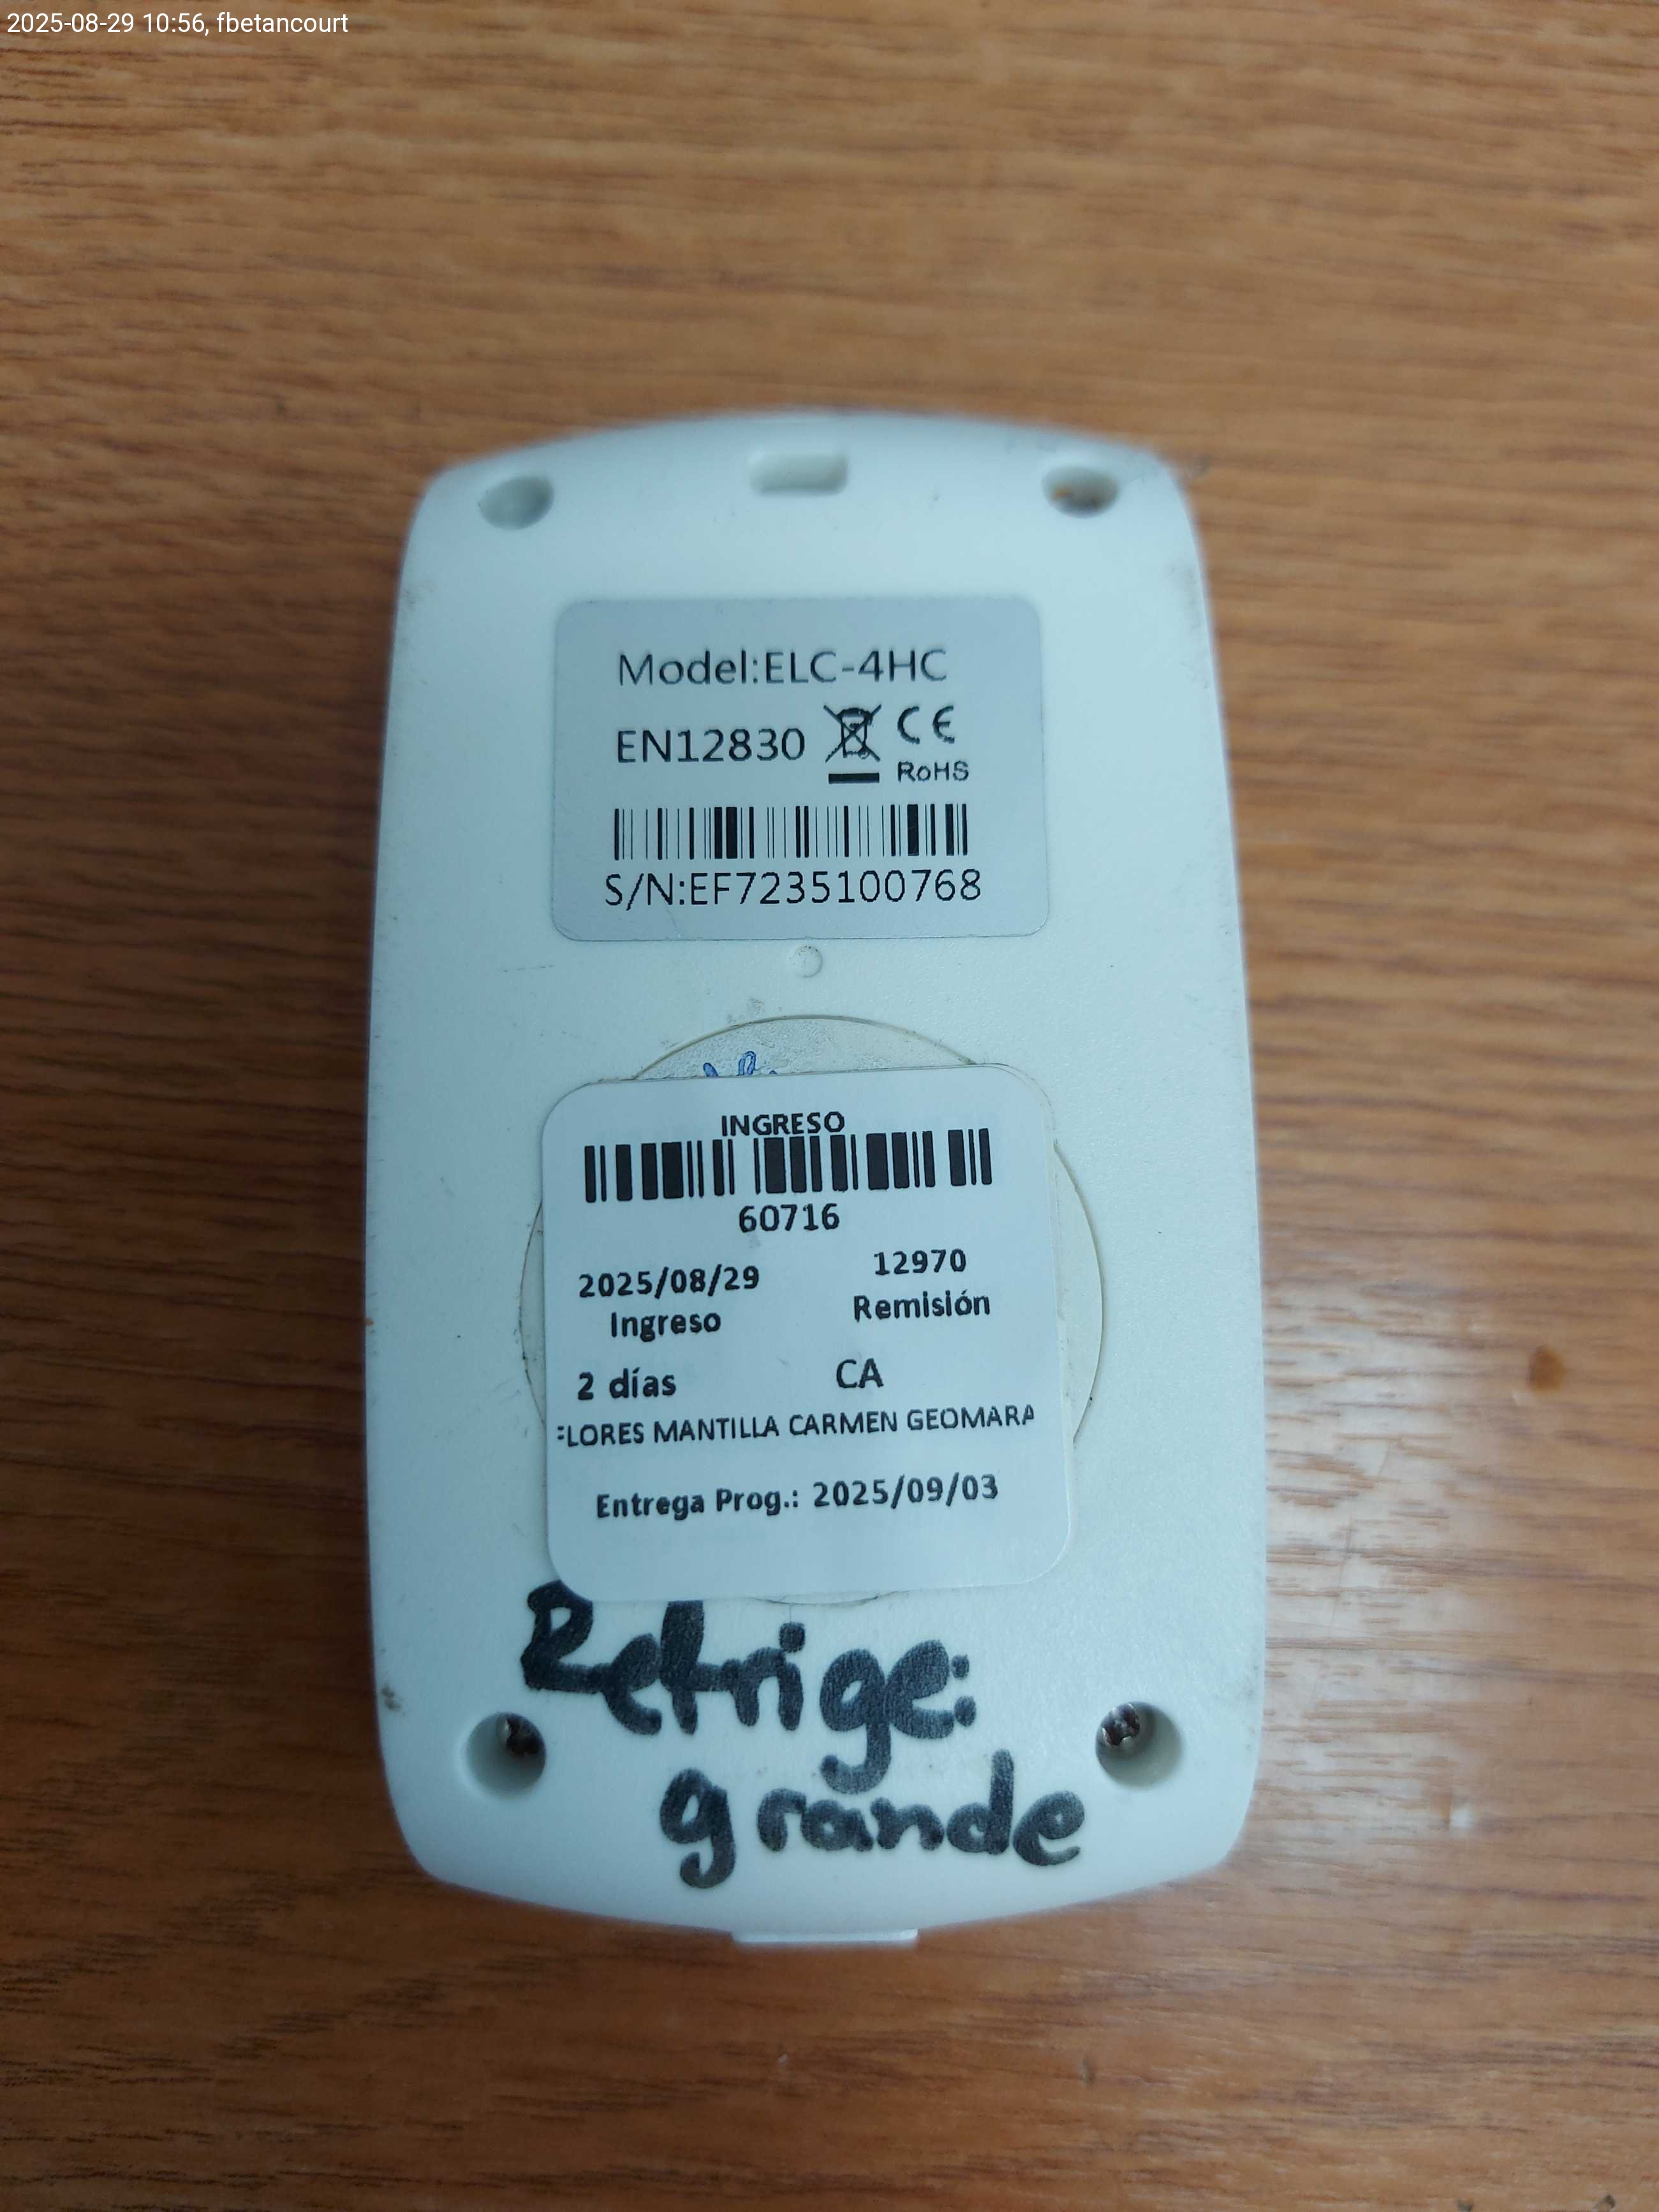 2025-08-29 10:56, fbetancourt
Model:ELC-4HC
EN12830 CE
RoHS
S/N:EF7235100768
INGRESO
60716
2025/08/29 12970
Ingreso Remisión
2 días CA
LORES MANTILLA CARMEN GEOMARA
Entrega Prog.: 2025/09/03
Refrige:
grande